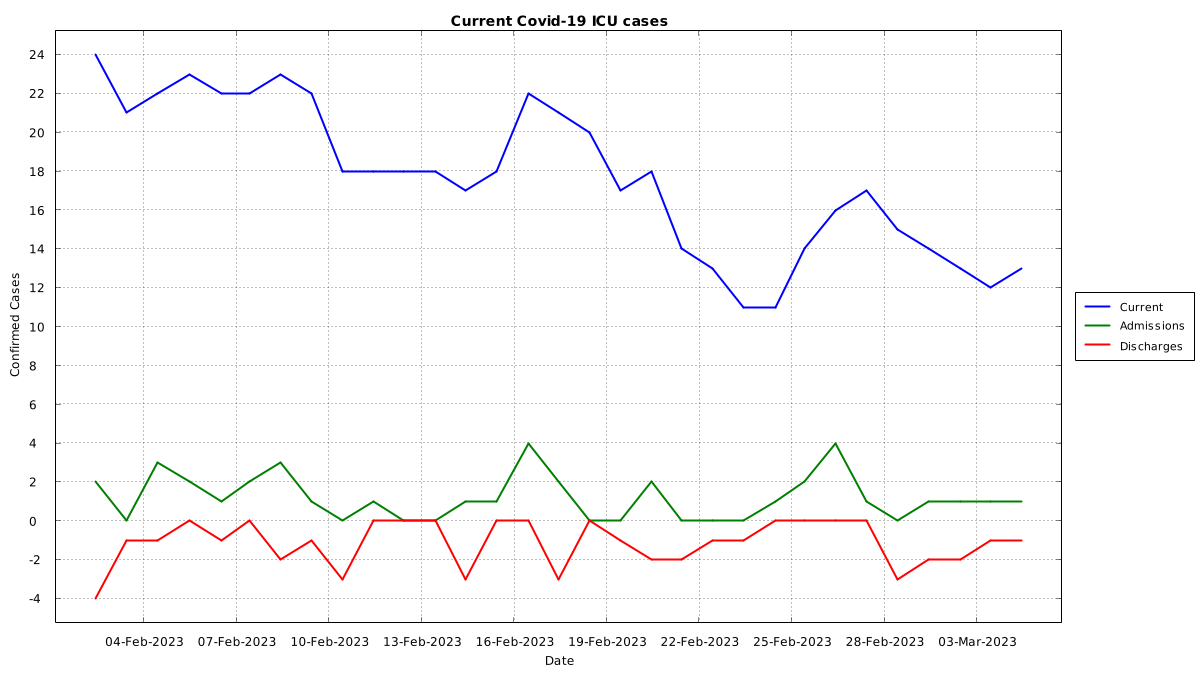 Current Covid-19 ICU cases
24
22
20
18
16
14
12
10
8
6
4
2
0
-2
-4
Confirmed Cases
04-Feb-2023 07-Feb-2023 10-Feb-2023 13-Feb-2023 16-Feb-2023 19-Feb-2023 22-Feb-2023 25-Feb-2023 28-Feb-2023 03-Mar-2023
Date
Current
Admissions
Discharges